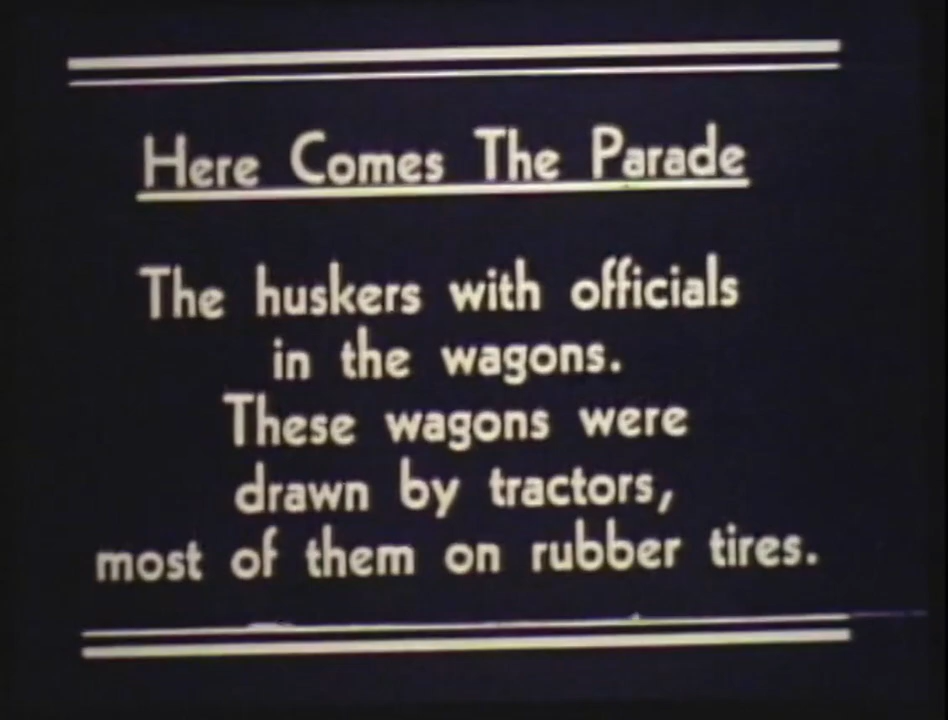 Here Comes The Parade
The huskers with officials
in the wagons.
These wagons were
drawn by tractors,
most of them on rubber tires.